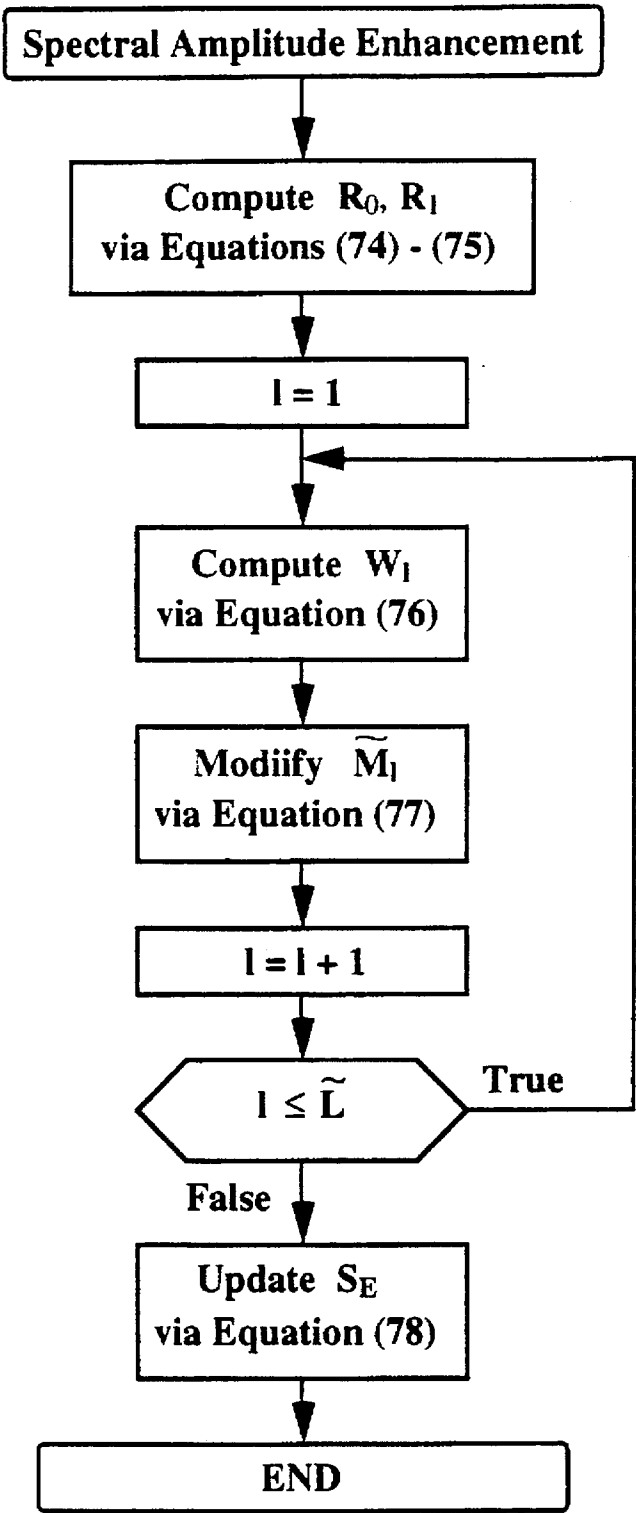 Spectral Amplitude Enhancement
Compute R₀, R₁
via Equations (74) - (75)
l = 1
Compute Wₗ
via Equation (76)
Modiify M̃ₗ
via Equation (77)
l = l + 1
l ≤ L̃
True
False
Update S_E
via Equation (78)
END